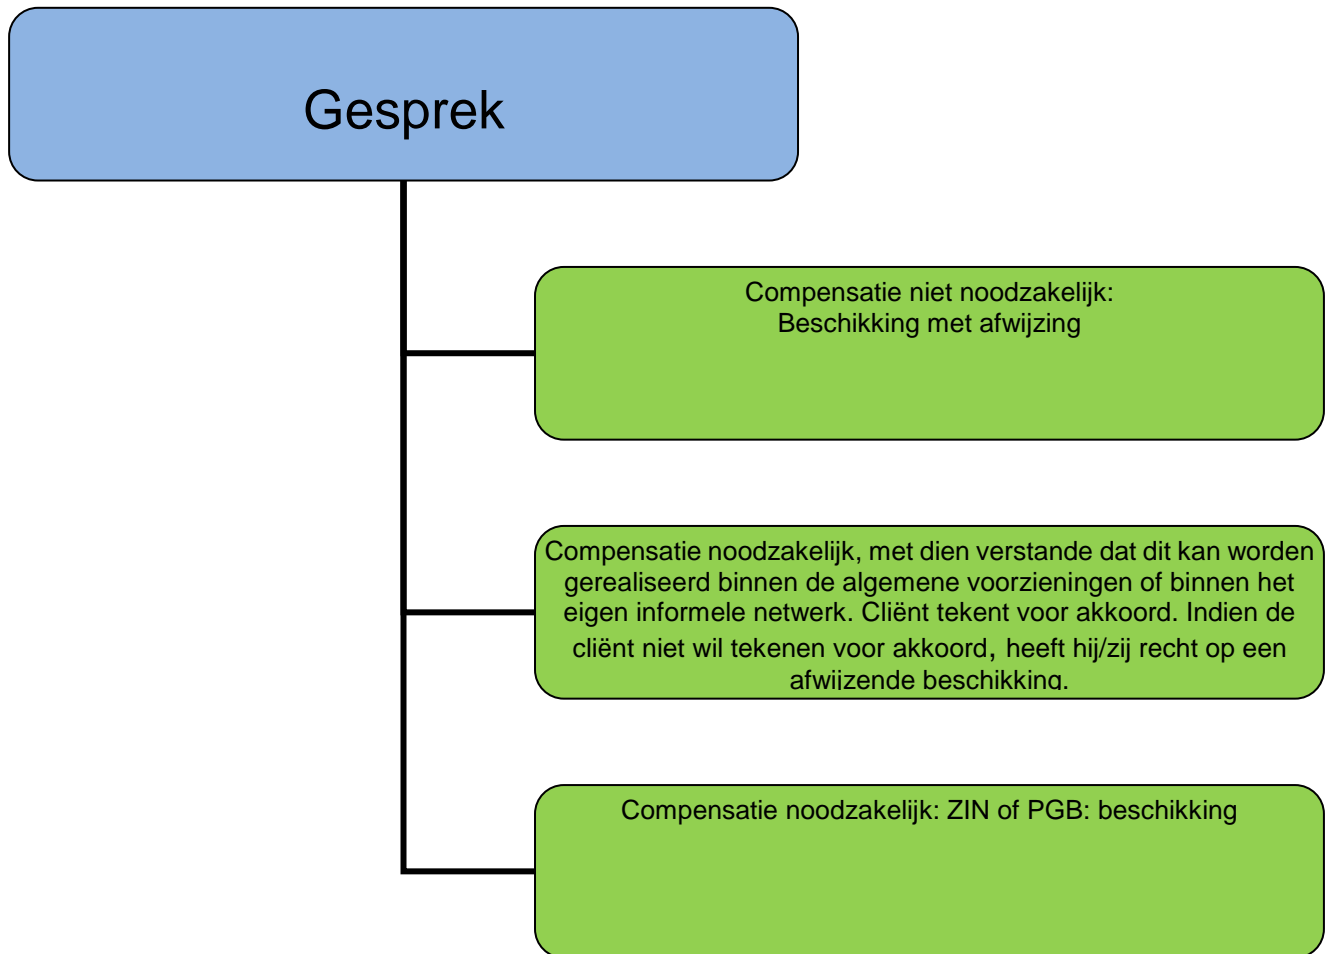 Gesprek
Compensatie niet noodzakelijk:
Beschikking met afwijzing
Compensatie noodzakelijk, met dien verstande dat dit kan worden
gerealiseerd binnen de algemene voorzieningen of binnen het
eigen informele netwerk. Cliënt tekent voor akkoord. Indien de
cliënt niet wil tekenen voor akkoord, heeft hij/zij recht op een
afwijzende beschikking.
Compensatie noodzakelijk: ZIN of PGB: beschikking